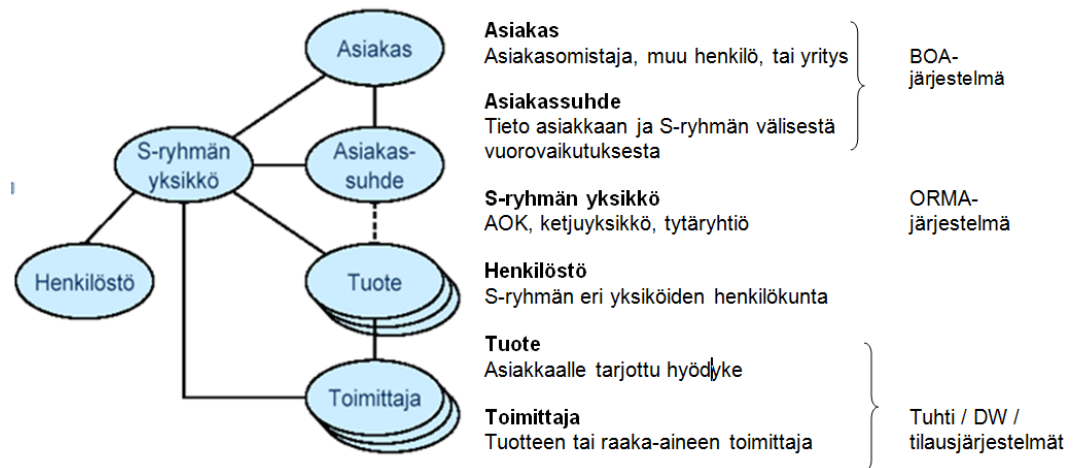 Asiakas
S-ryhmän
yksikkö
Asiakas-
suhde
Henkilöstö
Tuote
Toimittaja
Asiakas
Asiakasomistaja, muu henkilö, tai yritys
Asiakassuhde
Tieto asiakkaan ja S-ryhmän välisestä
vuorovaikutuksesta
BOA-
järjestelmä
S-ryhmän yksikkö
AOK, ketjuyksikkö, tytäryhtiö
ORMA-
järjestelmä
Henkilöstö
S-ryhmän eri yksiköiden henkilökunta
Tuote
Asiakkaalle tarjottu hyödyke
Toimittaja
Tuotteen tai raaka-aineen toimittaja
Tuhti / DW /
tilausjärjestelmät